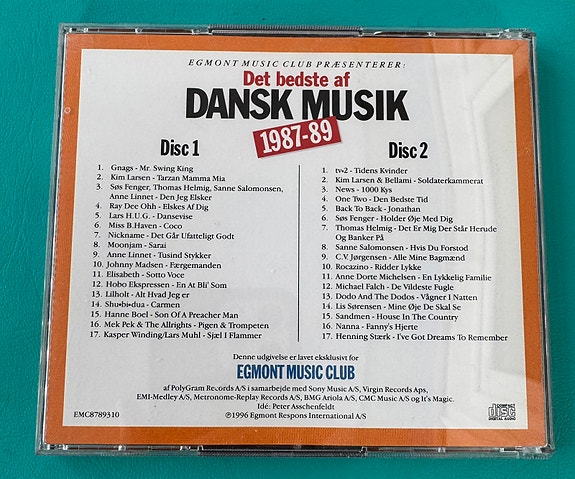 EGMONT MUSIC CLUB PRÆSENTERER:
Det bedste af
DANSK MUSIK
1987-89
Disc 1
1. Gnags - Mr. Swing King
2. Kim Larsen - Tarzan Mamma Mia
3. Søs Fenger, Thomas Helmig, Sanne Salomonsen,
Anne Linnet - Den Jeg Elsker
4. Ray Dee Ohh - Elskes Af Dig
5. Lars H.U.G. - Dansevise
6. Miss B.Haven - Coco
7. Nickname - Det Går Ufatteligt Godt
8. Moonjam - Sarai
9. Anne Linnet - Tusind Stykker
10. Johnny Madsen - Færgemanden
11. Elisabeth - Sotto Voce
12. Hobo Ekspressen - En At Bli' Som
13. Lilholt - Alt Hvad Jeg er
14. Shu•bi•dua - Carmen
15. Hanne Boel - Son Of A Preacher Man
16. Mek Pek & The Allrights - Pigen & Trompeten
17. Kasper Winding/Lars Muhl - Sjæl I Flammer
Disc 2
1. tv•2 - Tidens Kvinder
2. Kim Larsen & Bellami - Soldaterkammerat
3. News - 1000 Kys
4. One Two - Den Bedste Tid
5. Back To Back - Jonathan
6. Søs Fenger - Holder Øje Med Dig
7. Thomas Helmig - Det er Mig Der Står Herude
Og Banker På
8. Sanne Salomonsen - Hvis Du Forstod
9. C.V. Jørgensen - Alle Mine Bagmænd
10. Rocazino - Ridder Lykke
11. Anne Dorte Michelsen - En Lykkelig Familie
12. Michael Falch - De Vildeste Fugle
13. Dodo And The Dodos - Vågner I Natten
14. Lis Sørensen - Mine Øje De Skal Se
15. Sandmen - House In The Country
16. Nanna - Fanny's Hjerte
17. Henning Stærk - I've Got Dreams To Remember
Denne udgivelse er lavet eksklusivt for
EGMONT MUSIC CLUB
af PolyGram Records A/S i samarbejde med Sony Music A/S, Virgin Records Aps,
EMI-Medley A/S, Metronome-Replay Records A/S, BMG Ariola A/S, CMC Music A/S og It's Magic.
Idé: Peter Asschenfeldt
℗1996 Egmont Respons International A/S
EMC8789310
COMPACT
disc
DIGITAL AUDIO